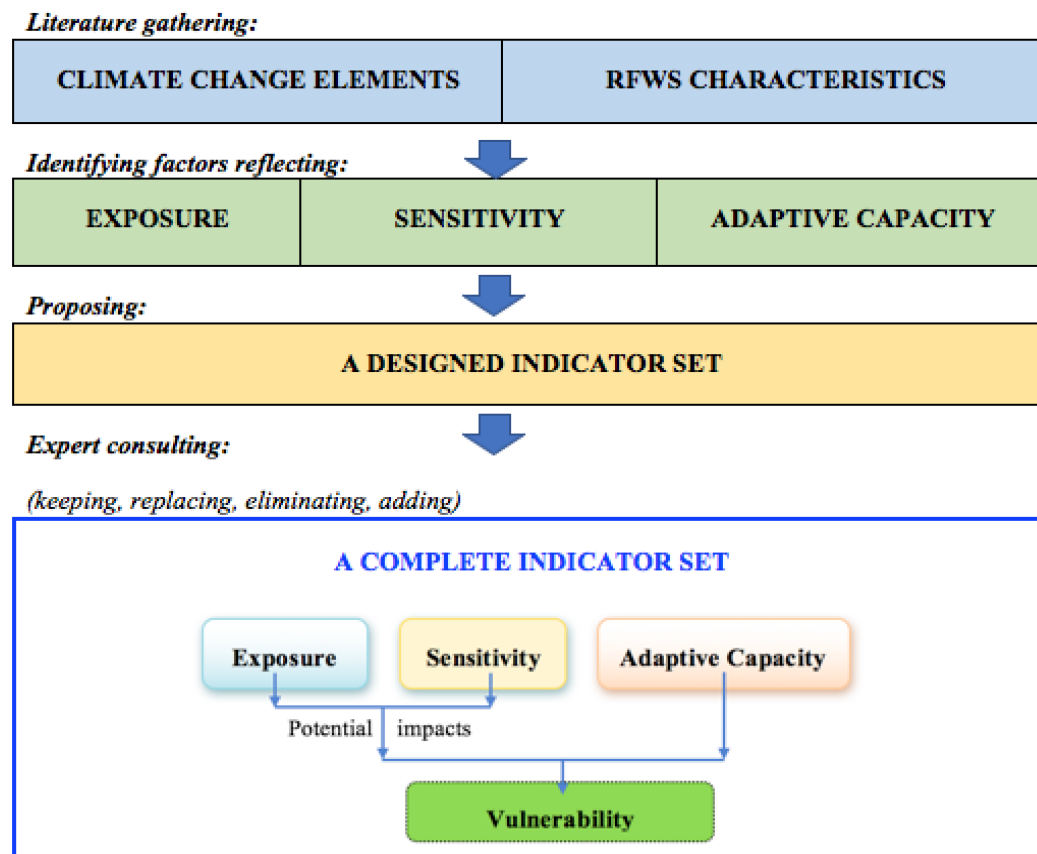 Literature gathering:
CLIMATE CHANGE ELEMENTS
RFWS CHARACTERISTICS
Identifying factors reflecting:
EXPOSURE
SENSITIVITY
ADAPTIVE CAPACITY
Proposing:
A DESIGNED INDICATOR SET
Expert consulting:
(keeping, replacing, eliminating, adding)
A COMPLETE INDICATOR SET
Exposure
Sensitivity
Adaptive Capacity
Potential impacts
Vulnerability